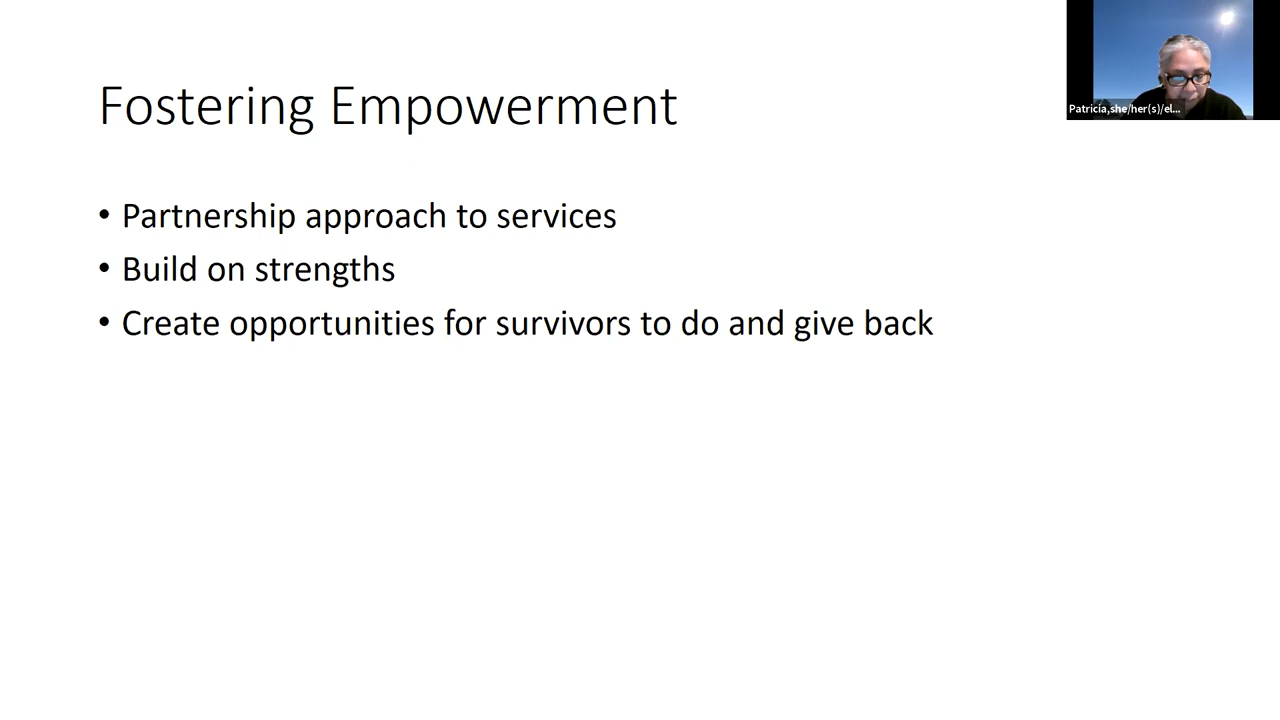 Fostering Empowerment
• Partnership approach to services
• Build on strengths
• Create opportunities for survivors to do and give back
Patricia,she/her(s)/el...